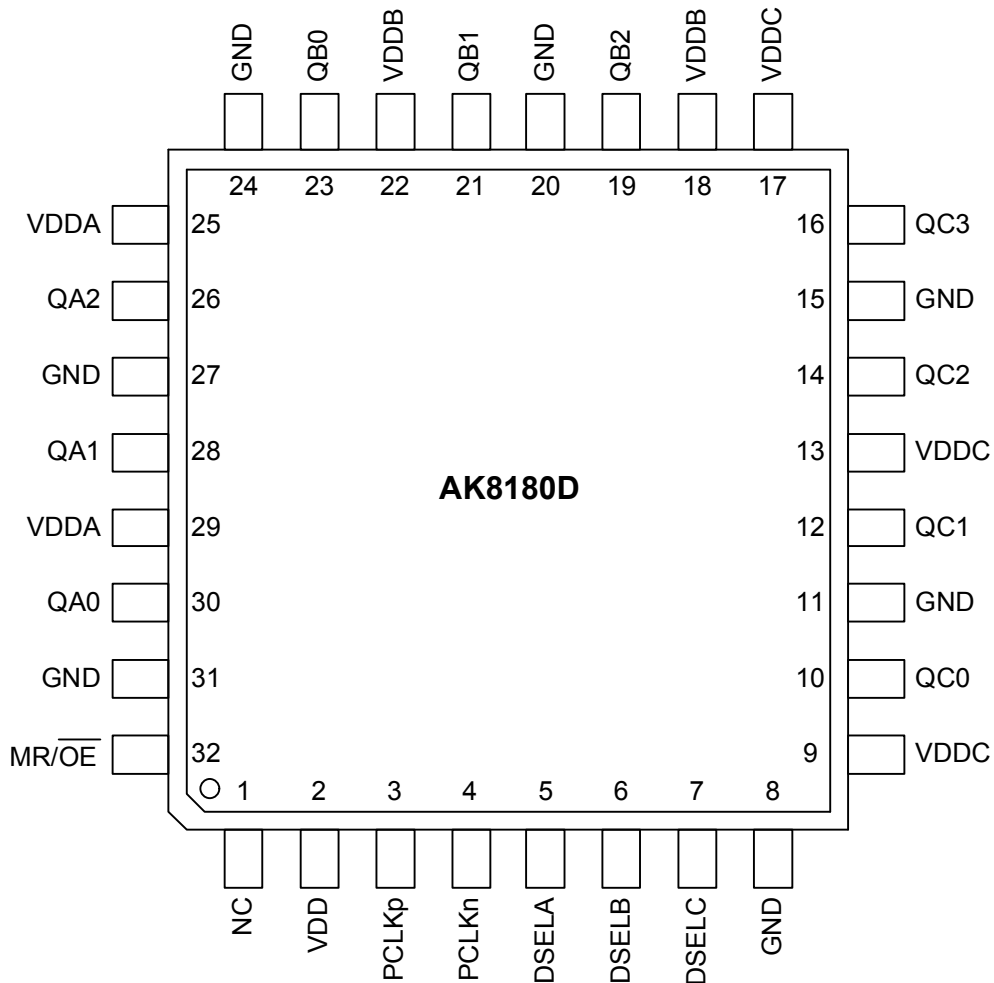 GND QB0 VDDB QB1 GND QB2 VDDB VDDC
24 23 22 21 20 19 18 17
VDDA 25 16 QC3
QA2 26 15 GND
GND 27 14 QC2
QA1 28 13 VDDC
AK8180D
VDDA 29 12 QC1
QA0 30 11 GND
GND 31 10 QC0
MR/O̅E̅ 32 9 VDDC
1 2 3 4 5 6 7 8
NC VDD PCLKp PCLKn DSELA DSELB DSELC GND